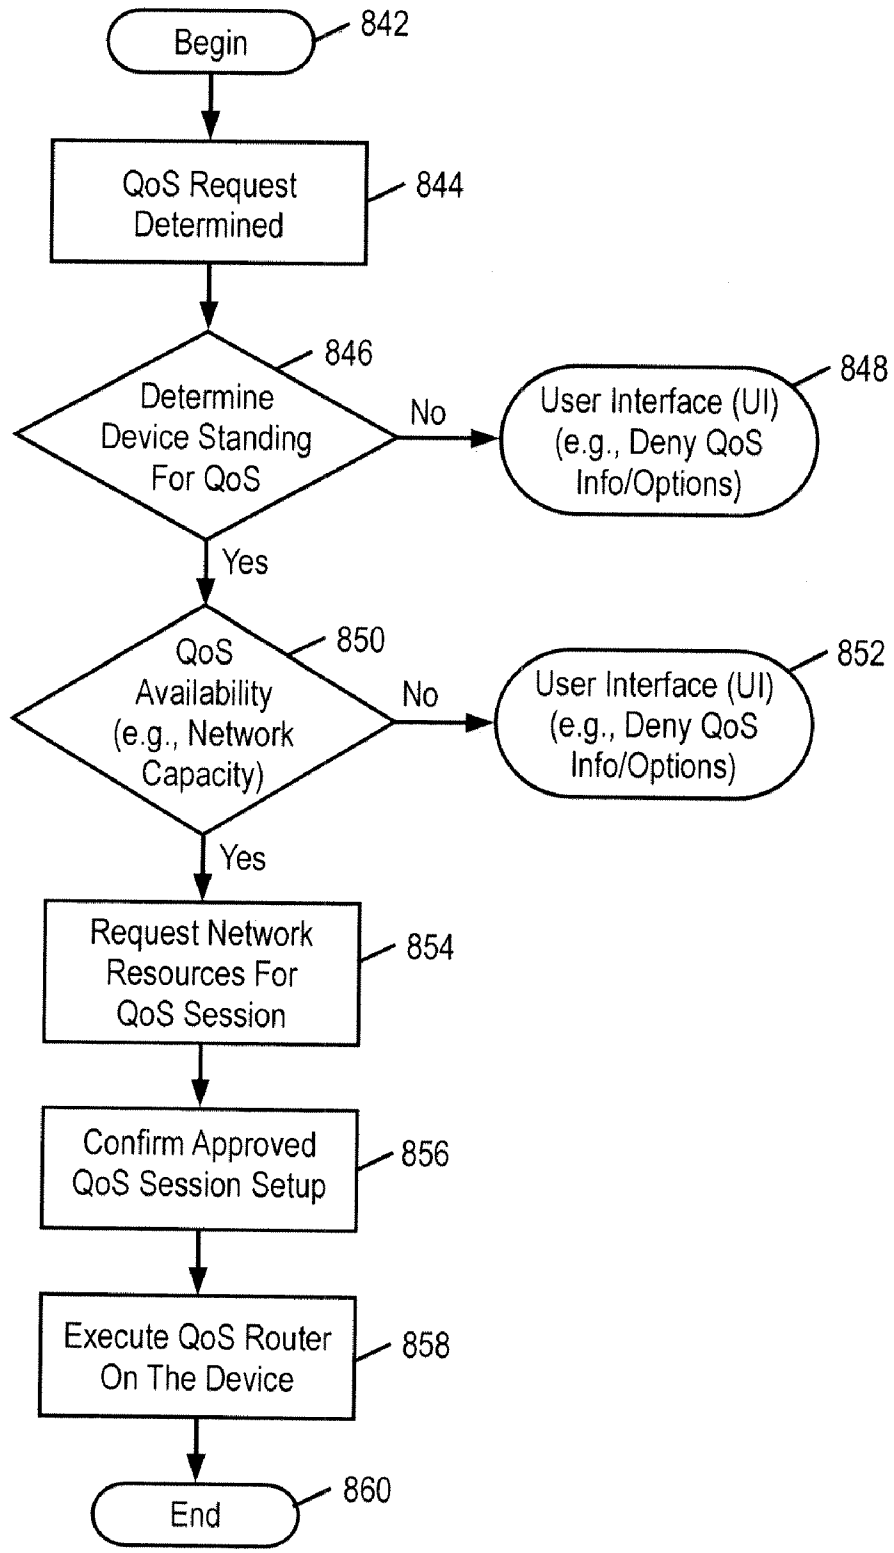 Begin
842
QoS Request
Determined
844
846
Determine
Device Standing
For QoS
No
848
User Interface (UI)
(e.g., Deny QoS
Info/Options)
Yes
850
QoS
Availability
(e.g., Network
Capacity)
No
852
User Interface (UI)
(e.g., Deny QoS
Info/Options)
Yes
Request Network
Resources For
QoS Session
854
Confirm Approved
QoS Session Setup
856
Execute QoS Router
On The Device
858
End
860